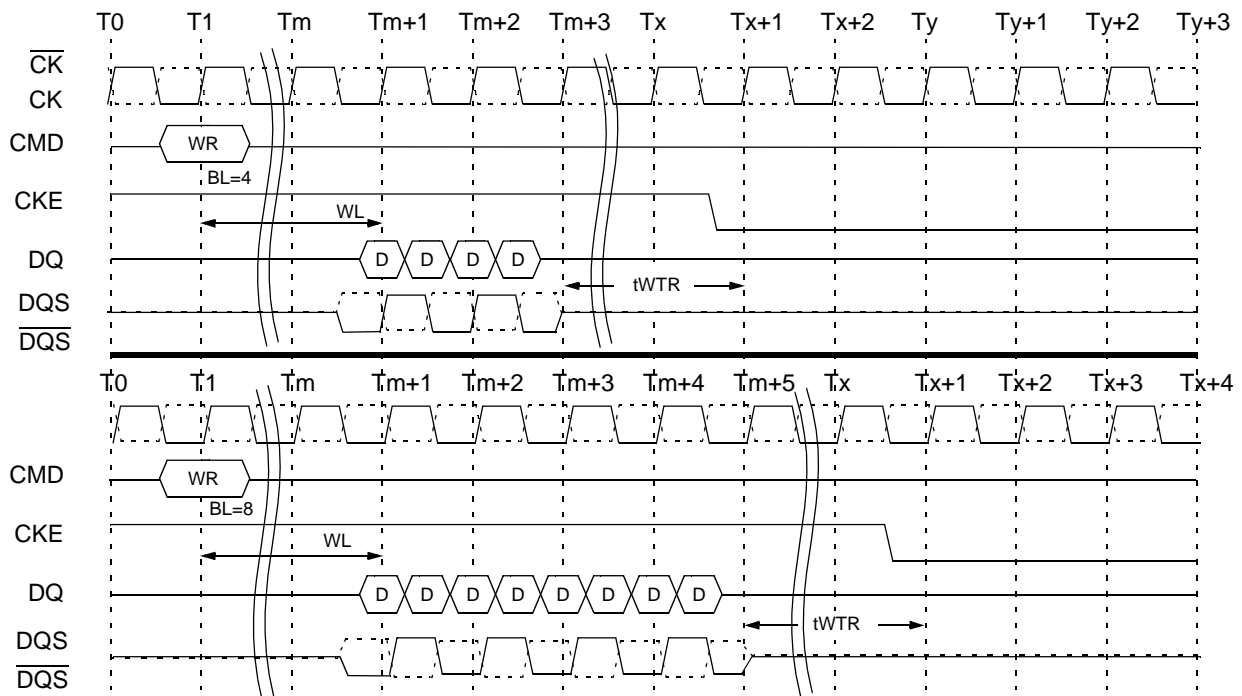 T0 T1 Tm Tm+1 Tm+2 Tm+3 Tx Tx+1 Tx+2 Ty Ty+1 Ty+2 Ty+3
C̅K̅
CK
CMD WR
BL=4
CKE
WL
DQ D D D D
tWTR
DQS
D̅Q̅S̅
T0 T1 Tm Tm+1 Tm+2 Tm+3 Tm+4 Tm+5 Tx Tx+1 Tx+2 Tx+3 Tx+4
CMD WR
BL=8
CKE
WL
DQ D D D D D D D D
tWTR
DQS
D̅Q̅S̅